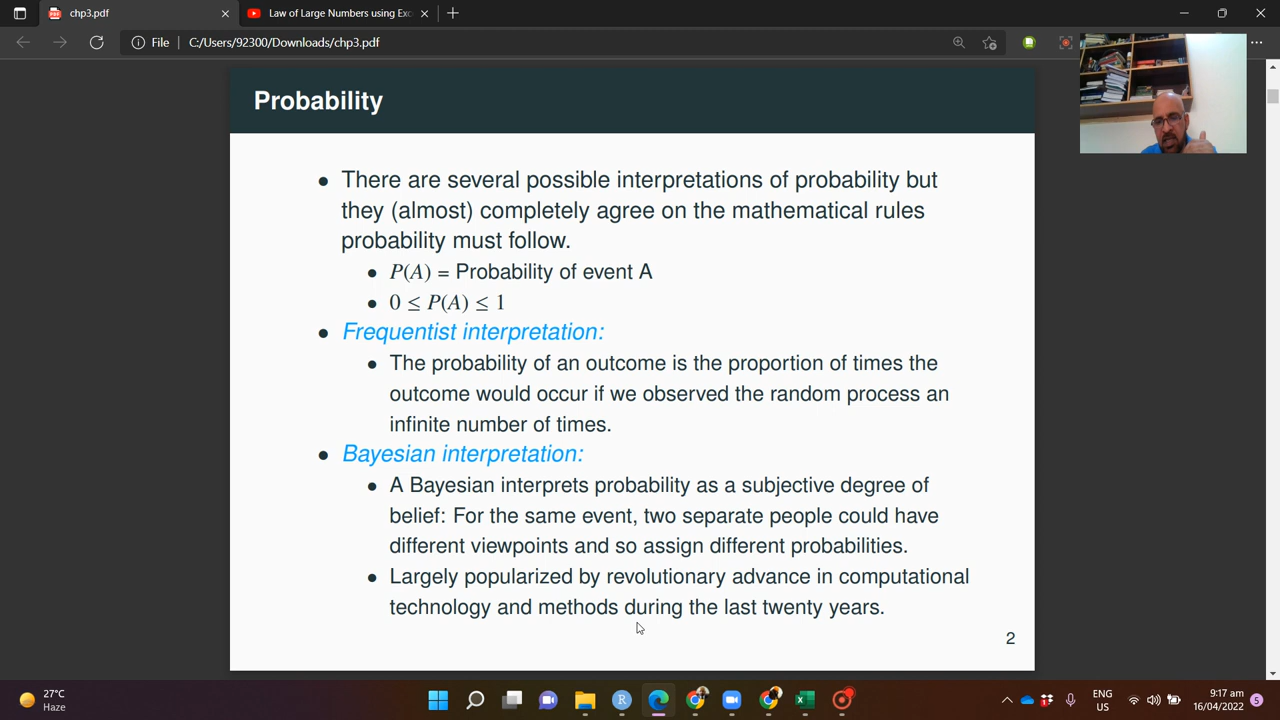 chp3.pdf
Law of Large Numbers using Exc
File
C:/Users/92300/Downloads/chp3.pdf
Probability
There are several possible interpretations of probability but
they (almost) completely agree on the mathematical rules
probability must follow.
P(A) = Probability of event A
0 ≤ P(A) ≤ 1
Frequentist interpretation:
The probability of an outcome is the proportion of times the
outcome would occur if we observed the random process an
infinite number of times.
Bayesian interpretation:
A Bayesian interprets probability as a subjective degree of
belief: For the same event, two separate people could have
different viewpoints and so assign different probabilities.
Largely popularized by revolutionary advance in computational
technology and methods during the last twenty years.
2
27°C
Haze
ENG
US
9:17 am
16/04/2022
5